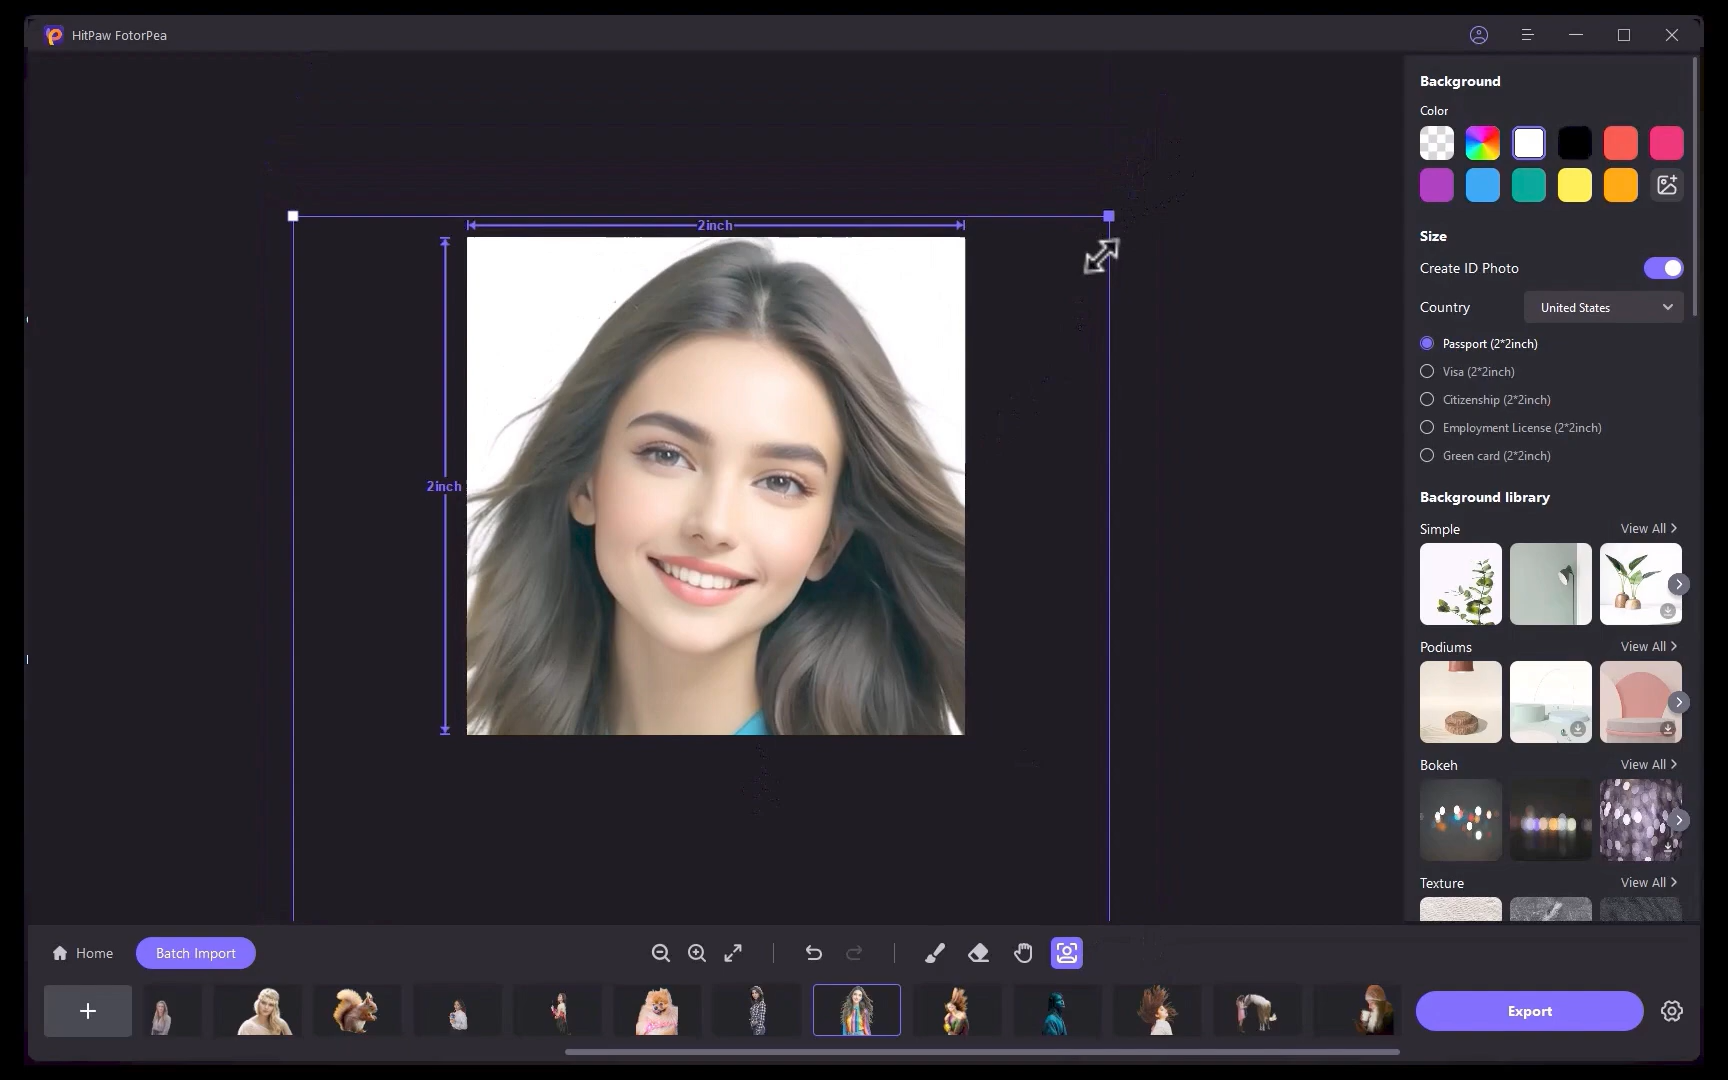 HitPaw FotorPea
Background
Color
2inch
Size
Create ID Photo
Country
United States
Passport (2*2inch)
Visa (2*2inch)
Citizenship (2*2inch)
Employment License (2*2inch)
Green card (2*2inch)
2inch
Background library
Simple
View All
Podiums
View All
Bokeh
View All
Texture
View All
Home
Batch Import
Export